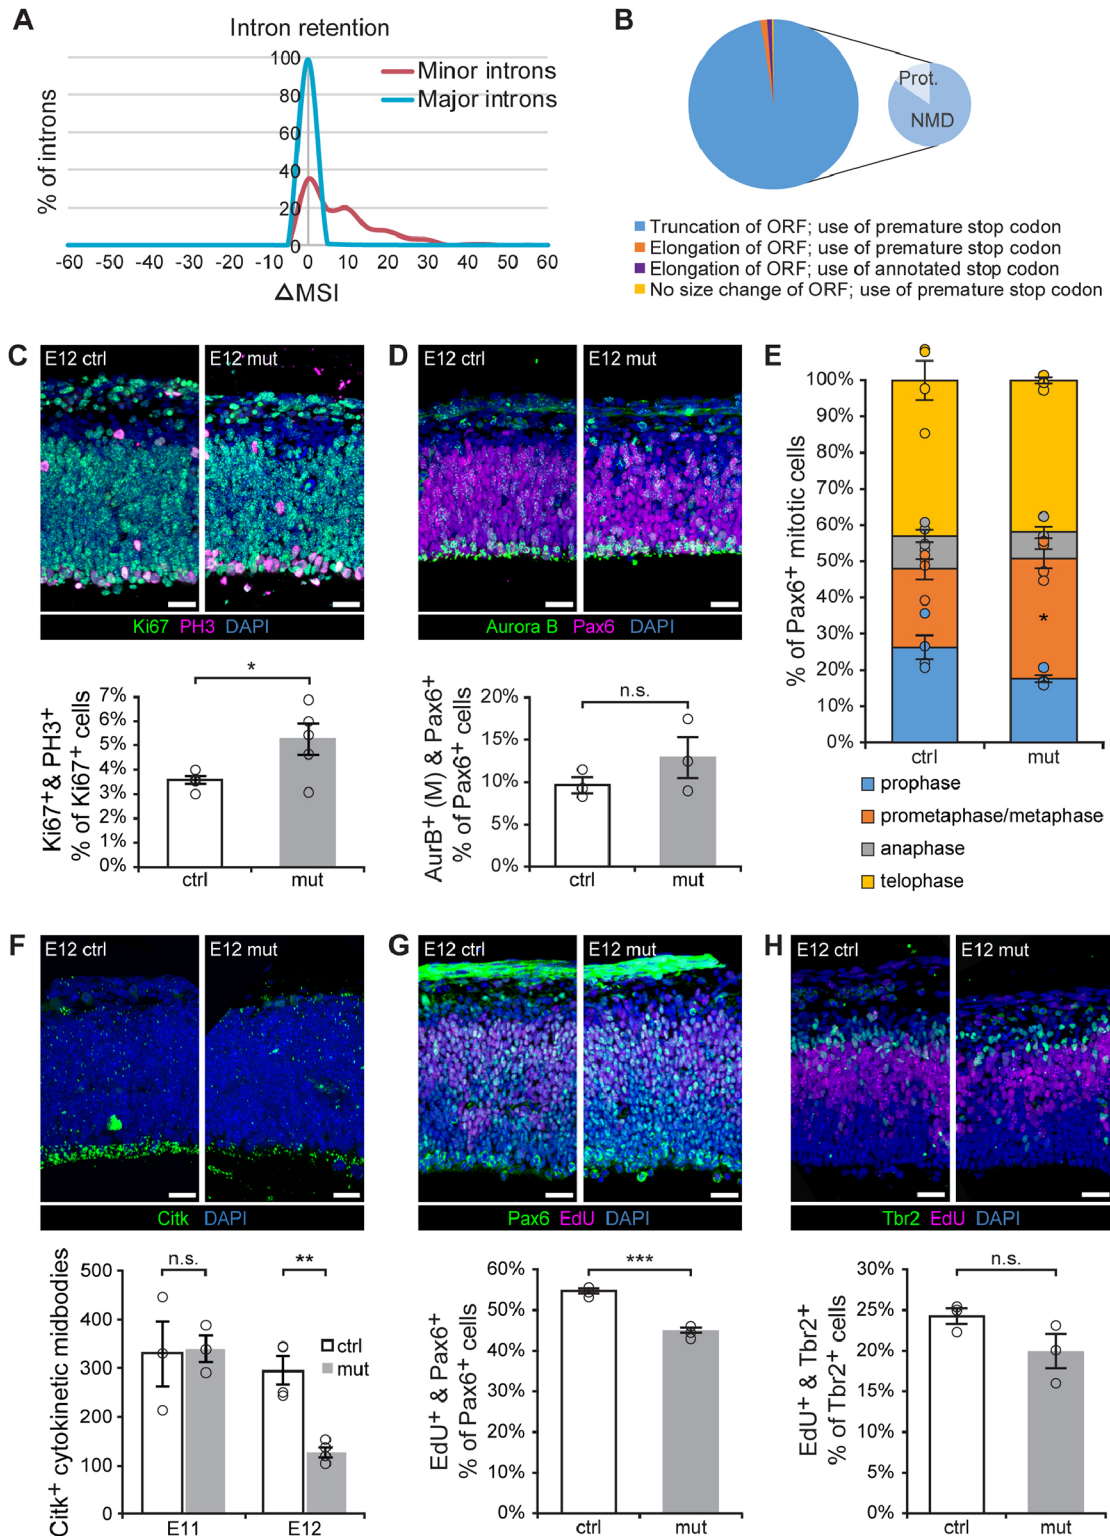 A
Intron retention
% of introns
100
80
60
40
20
0
Minor introns
Major introns
-60 -50 -40 -30 -20 -10 0 10 20 30 40 50 60
ΔMSI
B
Prot.
NMD
Truncation of ORF; use of premature stop codon
Elongation of ORF; use of premature stop codon
Elongation of ORF; use of annotated stop codon
No size change of ORF; use of premature stop codon
C
E12 ctrl
E12 mut
Ki67 PH3 DAPI
Ki67+& PH3+
% of Ki67+ cells
7%
6%
5%
4%
3%
2%
1%
0%
*
ctrl mut
D
E12 ctrl
E12 mut
Aurora B Pax6 DAPI
AurB+ (M) & Pax6+
% of Pax6+ cells
20%
15%
10%
5%
0%
n.s.
ctrl mut
E
% of Pax6+ mitotic cells
100%
90%
80%
70%
60%
50%
40%
30%
20%
10%
0%
*
ctrl mut
prophase
prometaphase/metaphase
anaphase
telophase
F
E12 ctrl
E12 mut
Citk DAPI
Citk+ cytokinetic midbodies
500
400
300
200
100
0
n.s.
**
ctrl
mut
E11 E12
G
E12 ctrl
E12 mut
Pax6 EdU DAPI
EdU+ & Pax6+
% of Pax6+ cells
60%
50%
40%
30%
20%
10%
0%
***
ctrl mut
H
E12 ctrl
E12 mut
Tbr2 EdU DAPI
EdU+ & Tbr2+
% of Tbr2+ cells
30%
25%
20%
15%
10%
5%
0%
n.s.
ctrl mut